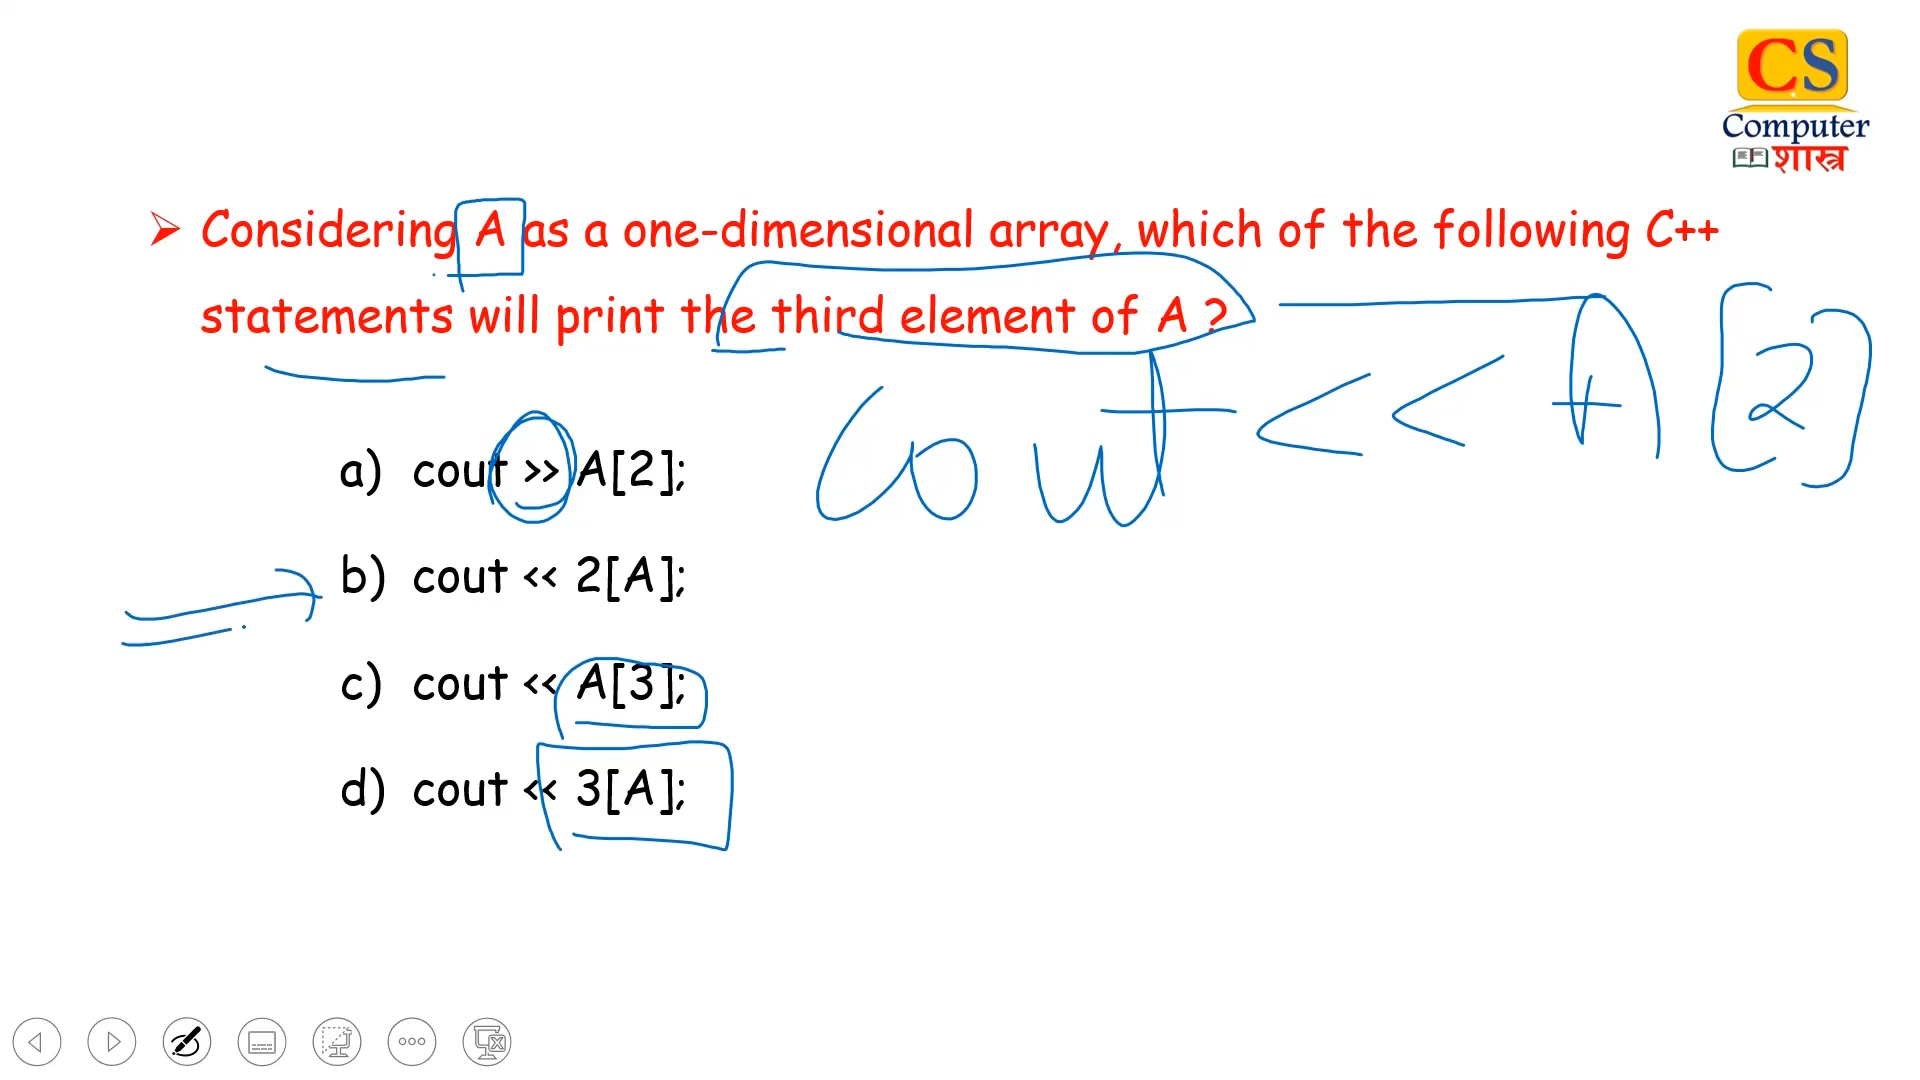 CS
Computer
शास्त्र
Considering A as a one-dimensional array, which of the following C++
statements will print the third element of A ?
cout << A [2]
a) cout >> A[2];
b) cout << 2[A];
c) cout << A[3];
d) cout << 3[A];